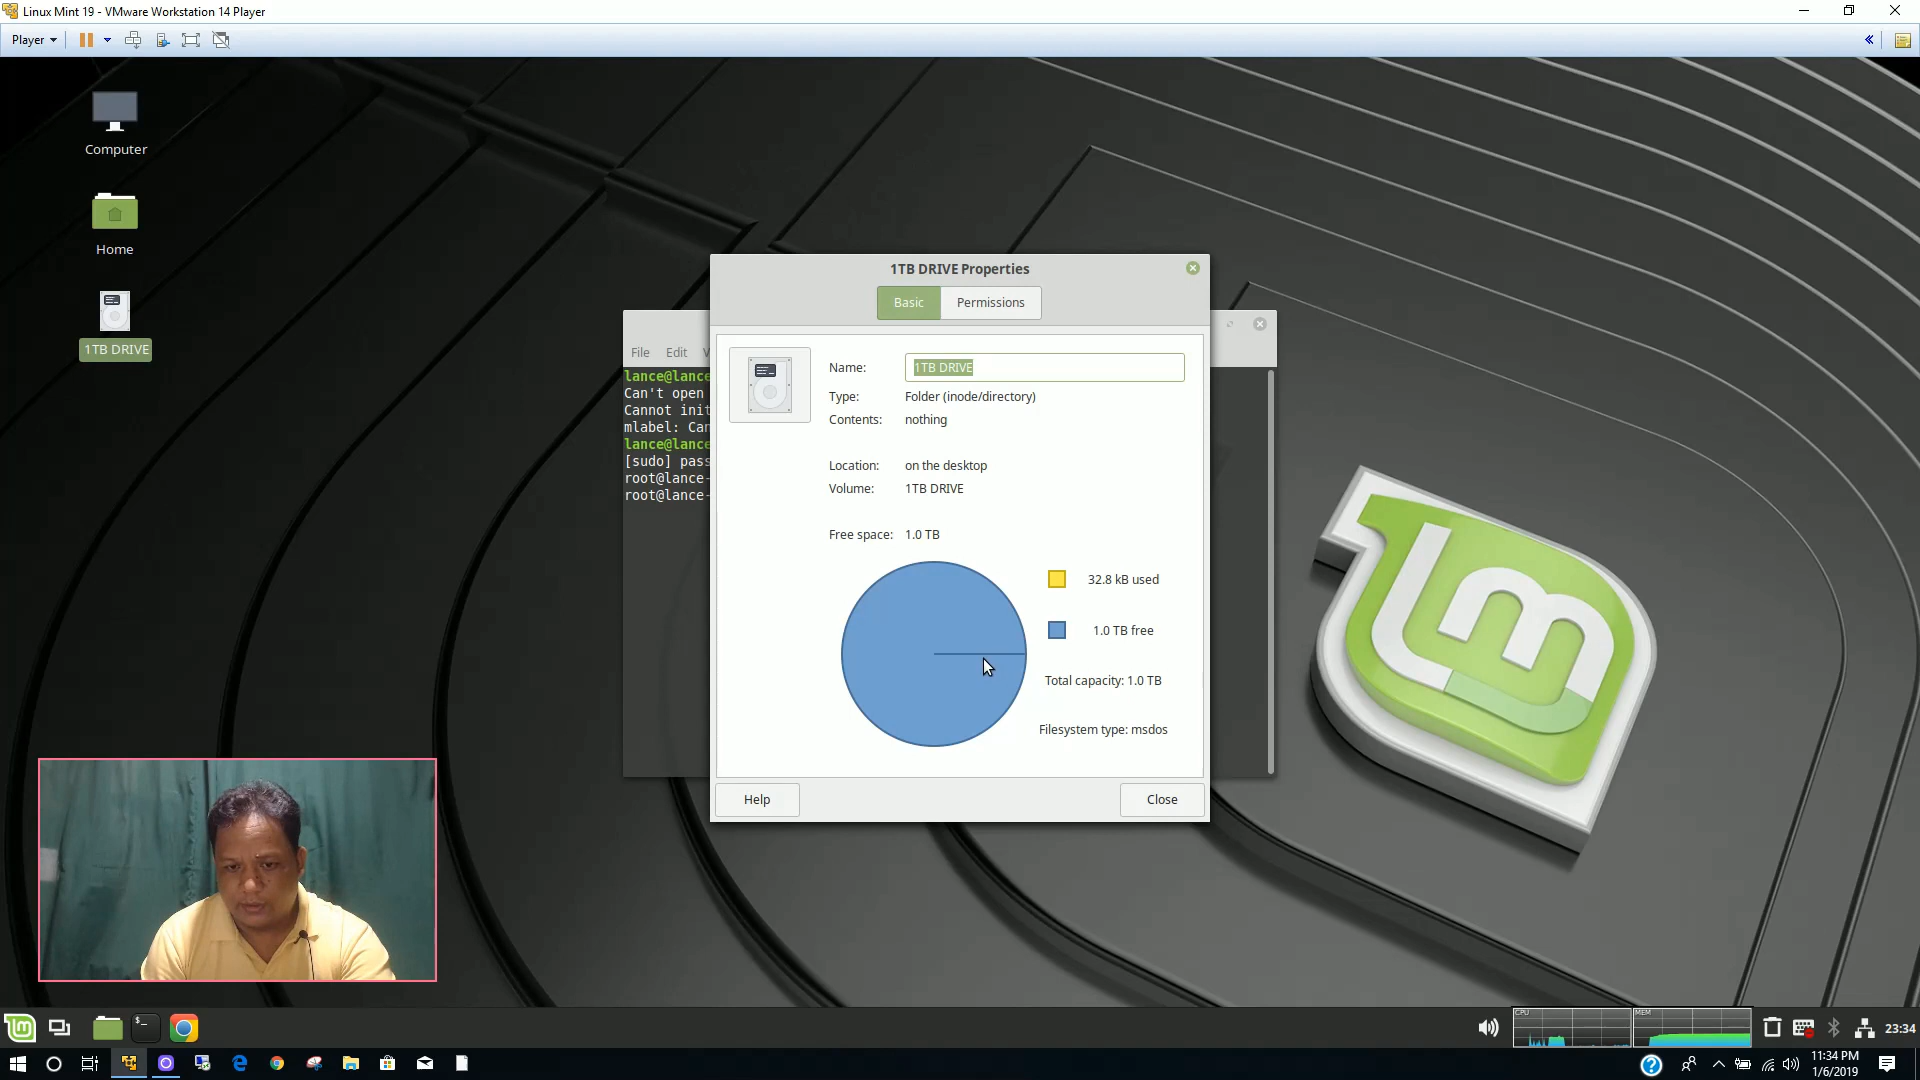 Linux Mint 19 - VMware Workstation 14 Player
Player
Computer
Home
1TB DRIVE
1TB DRIVE Properties
Basic
Permissions
File Edit V
lance@lance
Can't open
Cannot init
mlabel: Can
lance@lance
[sudo] pass
root@lance-
root@lance-
Name: 1TB DRIVE
Type: Folder (inode/directory)
Contents: nothing
Location: on the desktop
Volume: 1TB DRIVE
Free space: 1.0 TB
32.8 kB used
1.0 TB free
Total capacity: 1.0 TB
Filesystem type: msdos
Help
Close
lm
CPU
MEM
23:34
11:34 PM
1/6/2019